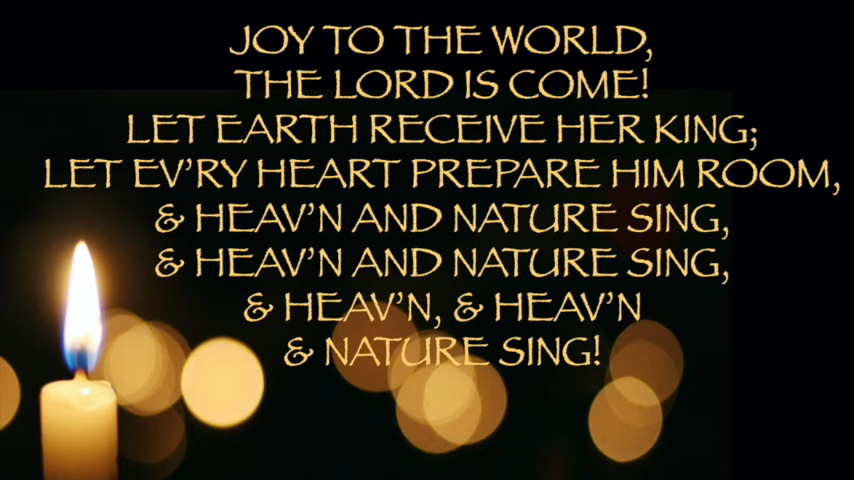 JOY TO THE WORLD,
THE LORD IS COME!
LET EARTH RECEIVE HER KING;
LET EV’RY HEART PREPARE HIM ROOM,
& HEAV’N AND NATURE SING,
& HEAV’N AND NATURE SING,
& HEAV’N, & HEAV’N
& NATURE SING!